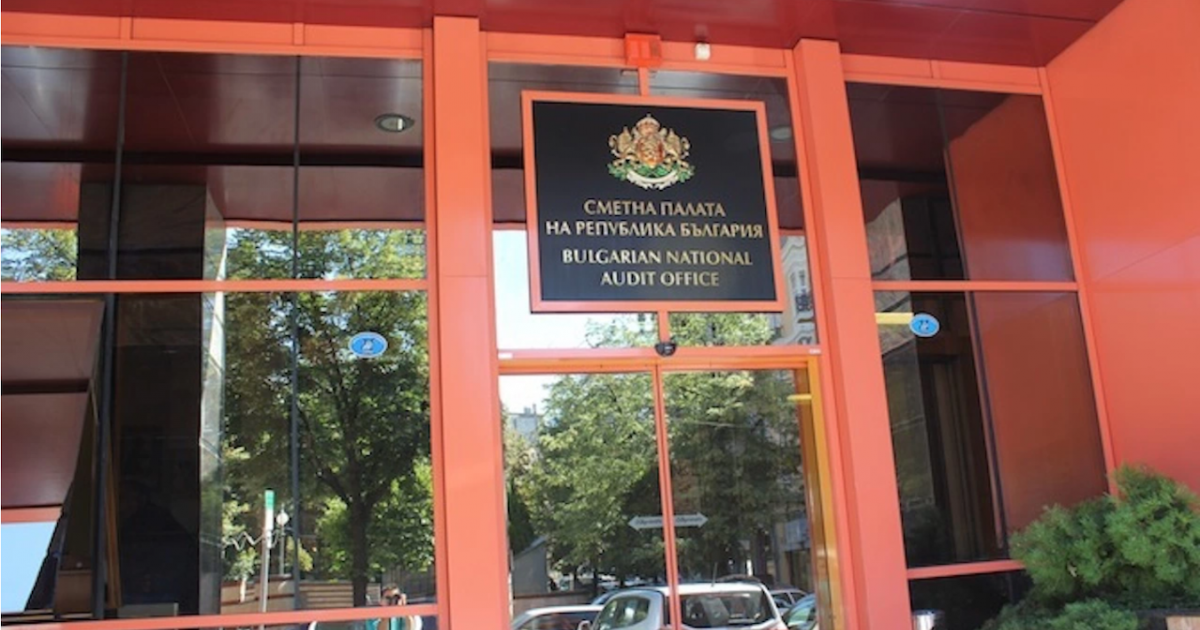 СМЕТНА ПАЛАТА
НА РЕПУБЛИКА БЪЛГАРИЯ
BULGARIAN NATIONAL
AUDIT OFFICE